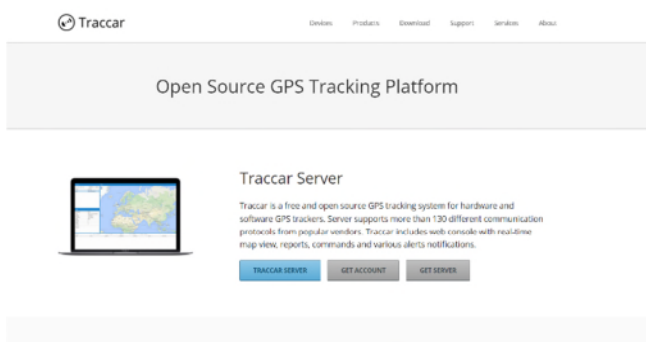 Traccar
Devices Products Download Support Services About
Open Source GPS Tracking Platform
Traccar Server
Traccar is a free and open source GPS tracking system for hardware and
software GPS trackers. Server supports more than 130 different communication
protocols from popular vendors. Traccar includes web console with real-time
map view, reports, commands and various alerts notifications.
TRACCAR SERVER GET ACCOUNT GET SERVER